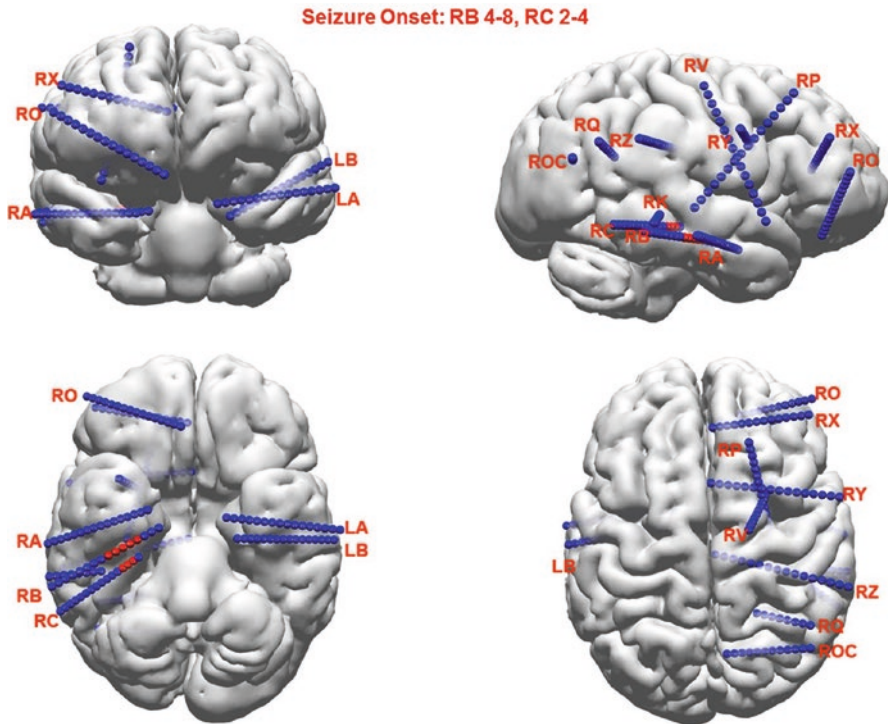 Seizure Onset: RB 4-8, RC 2-4
RX
RO
LB
LA
RA
RV
RP
RQ
RZ
RY
RX
ROC
RO
RK
RC
RB
RA
RO
RA
LA
LB
RB
RC
RO
RX
RP
RY
RV
LB
RZ
RQ
ROC